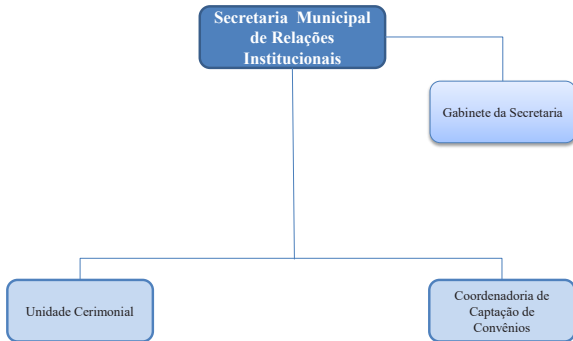 Secretaria Municipal
de Relações
Institucionais
Gabinete da Secretaria
Unidade Cerimonial
Coordenadoria de
Captação de
Convênios